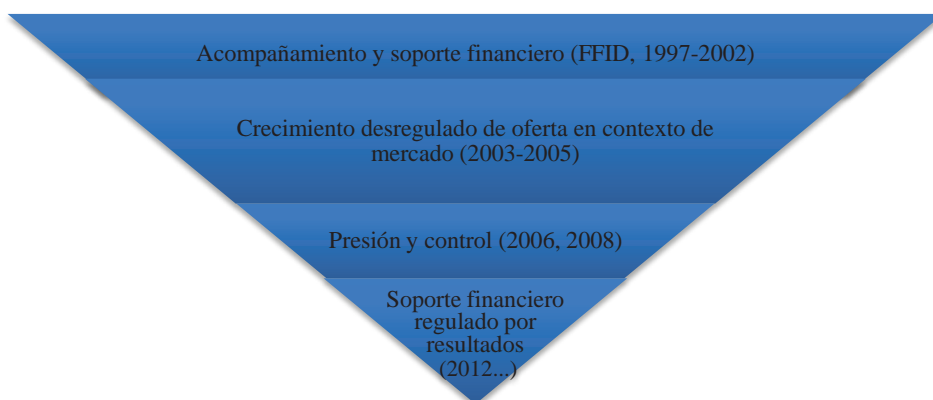 Acompañamiento y soporte financiero (FFID, 1997-2002)
Crecimiento desregulado de oferta en contexto de
mercado (2003-2005)
Presión y control (2006, 2008)
Soporte financiero
regulado por
resultados
(2012...)